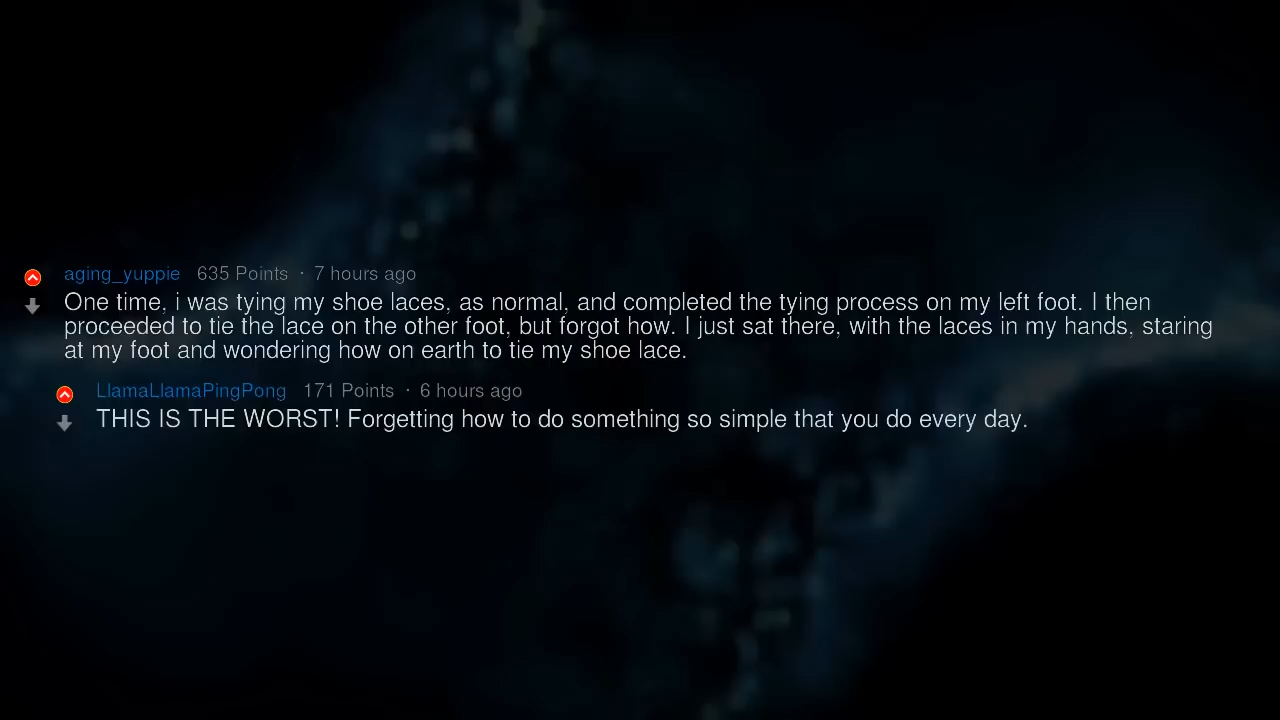 aging_yuppie 635 Points · 7 hours ago
One time, i was tying my shoe laces, as normal, and completed the tying process on my left foot. I then
proceeded to tie the lace on the other foot, but forgot how. I just sat there, with the laces in my hands, staring
at my foot and wondering how on earth to tie my shoe lace.
LlamaLlamaPingPong 171 Points · 6 hours ago
THIS IS THE WORST! Forgetting how to do something so simple that you do every day.